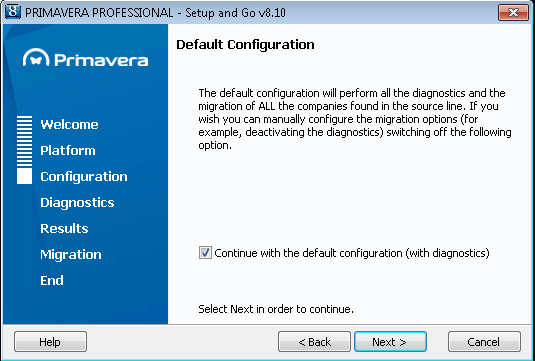 PRIMAVERA PROFESSIONAL - Setup and Go v8.10
Default Configuration
Primavera
The default configuration will perform all the diagnostics and the
migration of ALL the companies found in the source line. If you
wish you can manually configure the migration options (for
example, deactivating the diagnostics) switching off the following
option.
Welcome
Platform
Configuration
Diagnostics
Results
Migration
End
Continue with the default configuration (with diagnostics)
Select Next in order to continue.
Help
< Back
Next >
Cancel